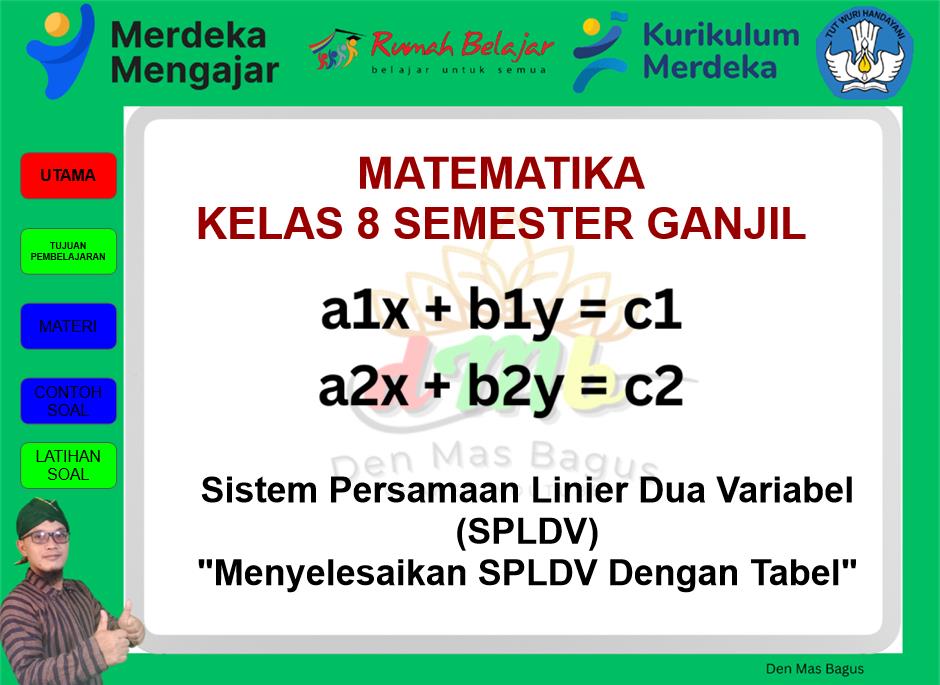 Merdeka
Mengajar
Rumah Belajar
belajar untuk semua
Kurikulum
Merdeka
TUT WURI HANDAYANI
UTAMA
TUJUAN
PEMBELAJARAN
MATERI
CONTOH
SOAL
LATIHAN
SOAL
MATEMATIKA
KELAS 8 SEMESTER GANJIL
a1x + b1y = c1
a2x + b2y = c2
dmb
Den Mas Bagus
Sistem Persamaan Linier Dua Variabel
(SPLDV)
"Menyelesaikan SPLDV Dengan Tabel"
Den Mas Bagus